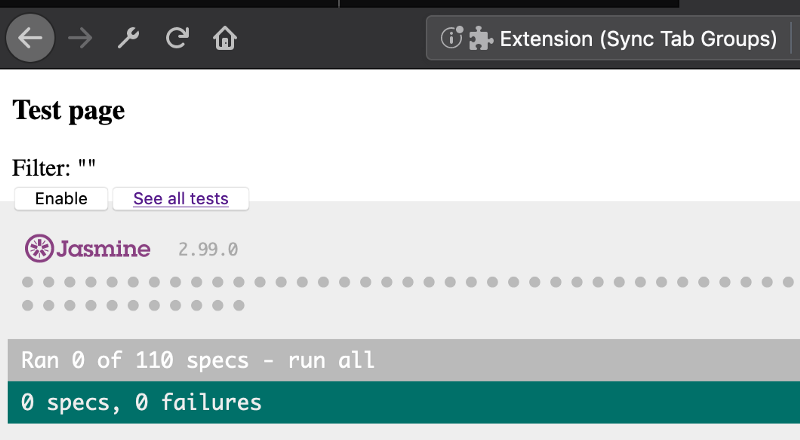 Extension (Sync Tab Groups)
Test page
Filter: ""
Enable See all tests
Jasmine 2.99.0
Ran 0 of 110 specs - run all
0 specs, 0 failures